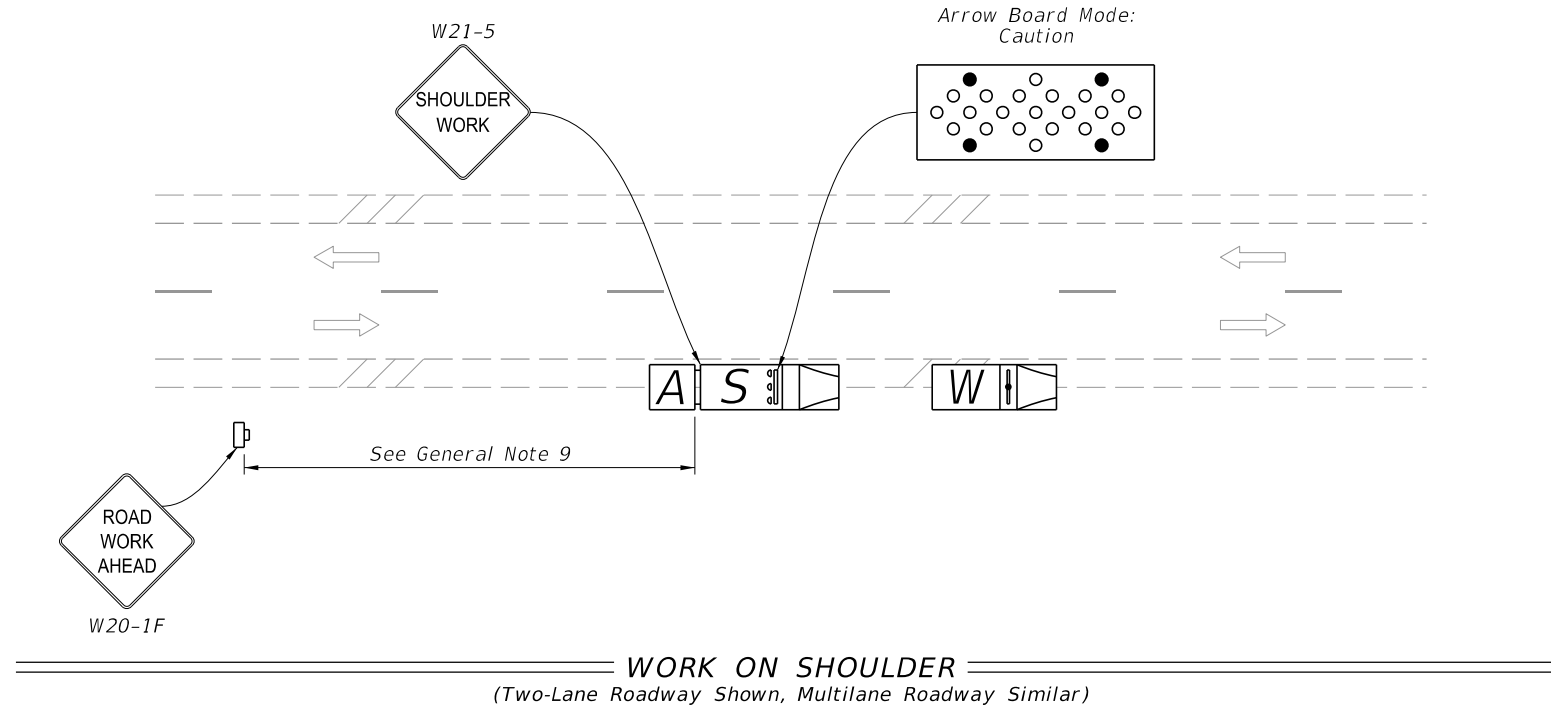 Arrow Board Mode:
Caution
W21-5
SHOULDER
WORK
A
S
W
See General Note 9
ROAD
WORK
AHEAD
W20-1F
WORK ON SHOULDER
(Two-Lane Roadway Shown, Multilane Roadway Similar)